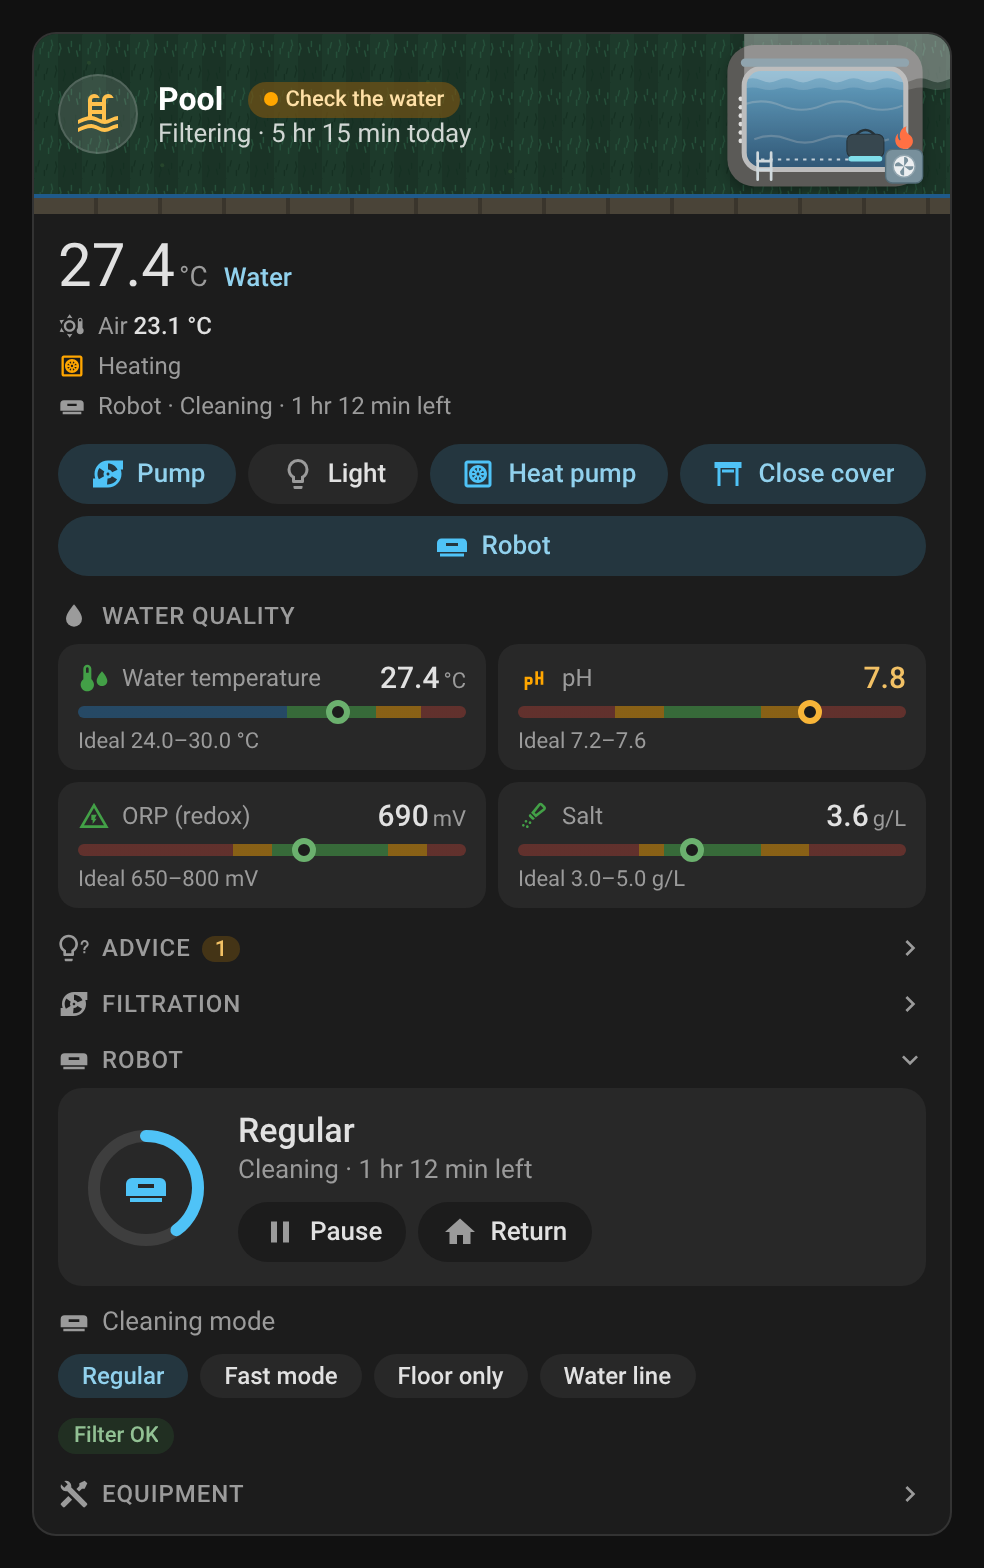 Pool
Check the water
Filtering · 5 hr 15 min today
27.4 °C Water
Air 23.1 °C
Heating
Robot · Cleaning · 1 hr 12 min left
Pump
Light
Heat pump
Close cover
Robot
WATER QUALITY
Water temperature 27.4 °C
Ideal 24.0–30.0 °C
pH pH 7.8
Ideal 7.2–7.6
ORP (redox) 690 mV
Ideal 650–800 mV
Salt 3.6 g/L
Ideal 3.0–5.0 g/L
ADVICE 1
FILTRATION
ROBOT
Regular
Cleaning · 1 hr 12 min left
Pause
Return
Cleaning mode
Regular
Fast mode
Floor only
Water line
Filter OK
EQUIPMENT